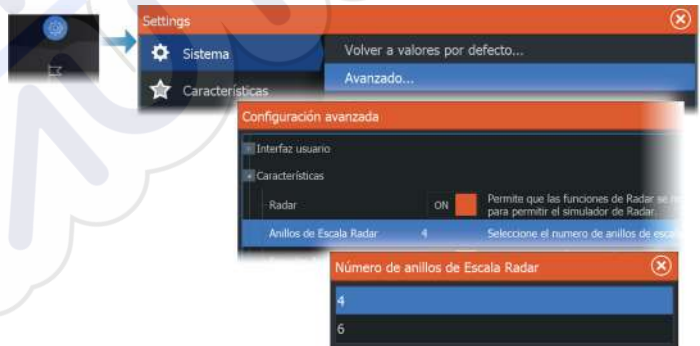 Settings
Sistema
Volver a valores por defecto...
Avanzado...
Características
Configuración avanzada
Interfaz usuario
Características
Radar
ON
Permite que las funciones de Radar se
para permitir el simulador de Radar.
Anillos de Escala Radar
4
Seleccione el numero de anillos de
Número de anillos de Escala Radar
4
6